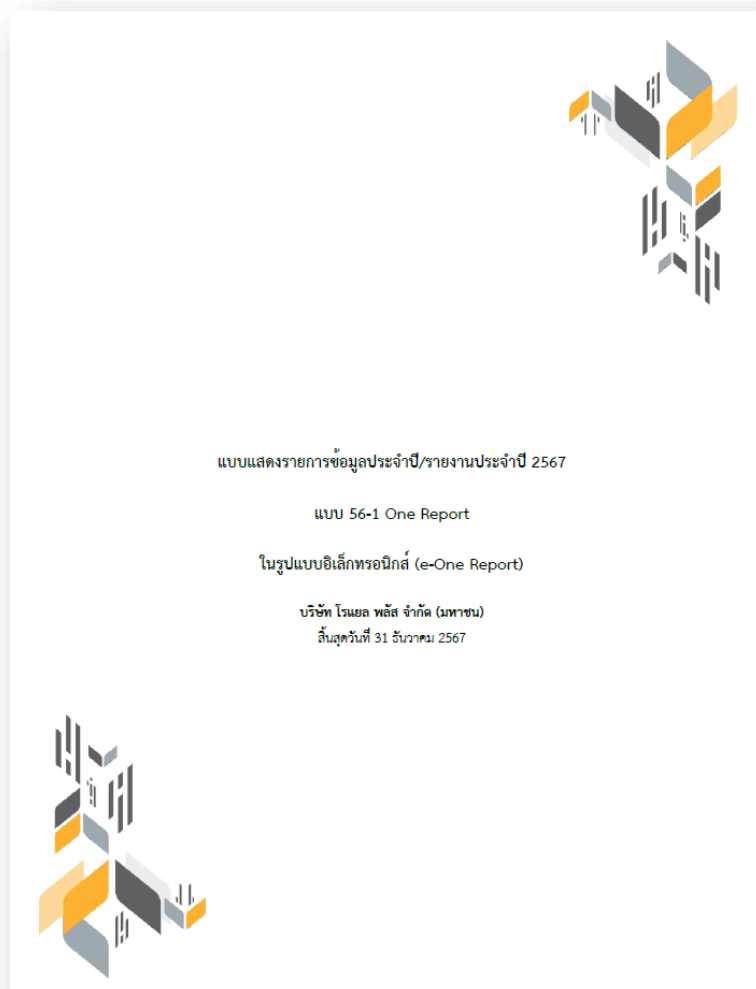 แบบแสดงรายการข้อมูลประจำปี/รายงานประจำปี 2567
แบบ 56-1 One Report
ในรูปแบบอิเล็กทรอนิกส์ (e-One Report)
บริษัท โรแยล พลัส จำกัด (มหาชน)
สิ้นสุดวันที่ 31 ธันวาคม 2567